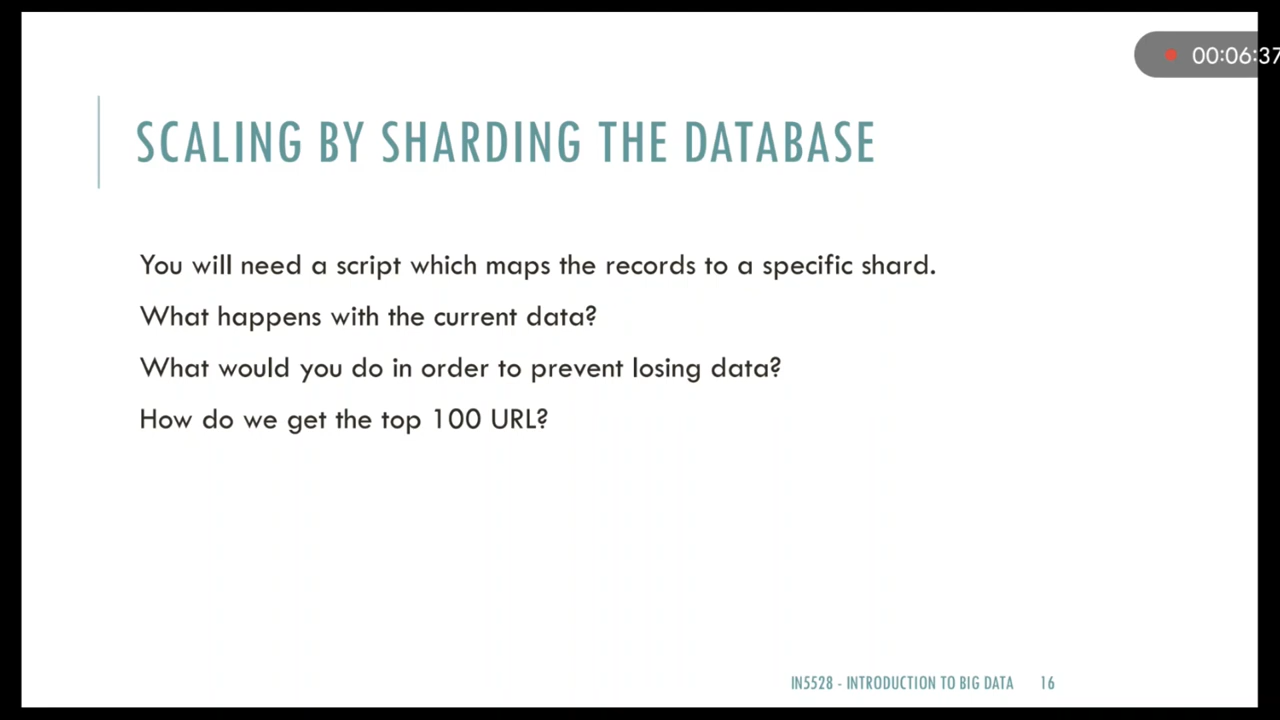 00:06:37
SCALING BY SHARDING THE DATABASE
You will need a script which maps the records to a specific shard.
What happens with the current data?
What would you do in order to prevent losing data?
How do we get the top 100 URL?
IN5528 - INTRODUCTION TO BIG DATA 16